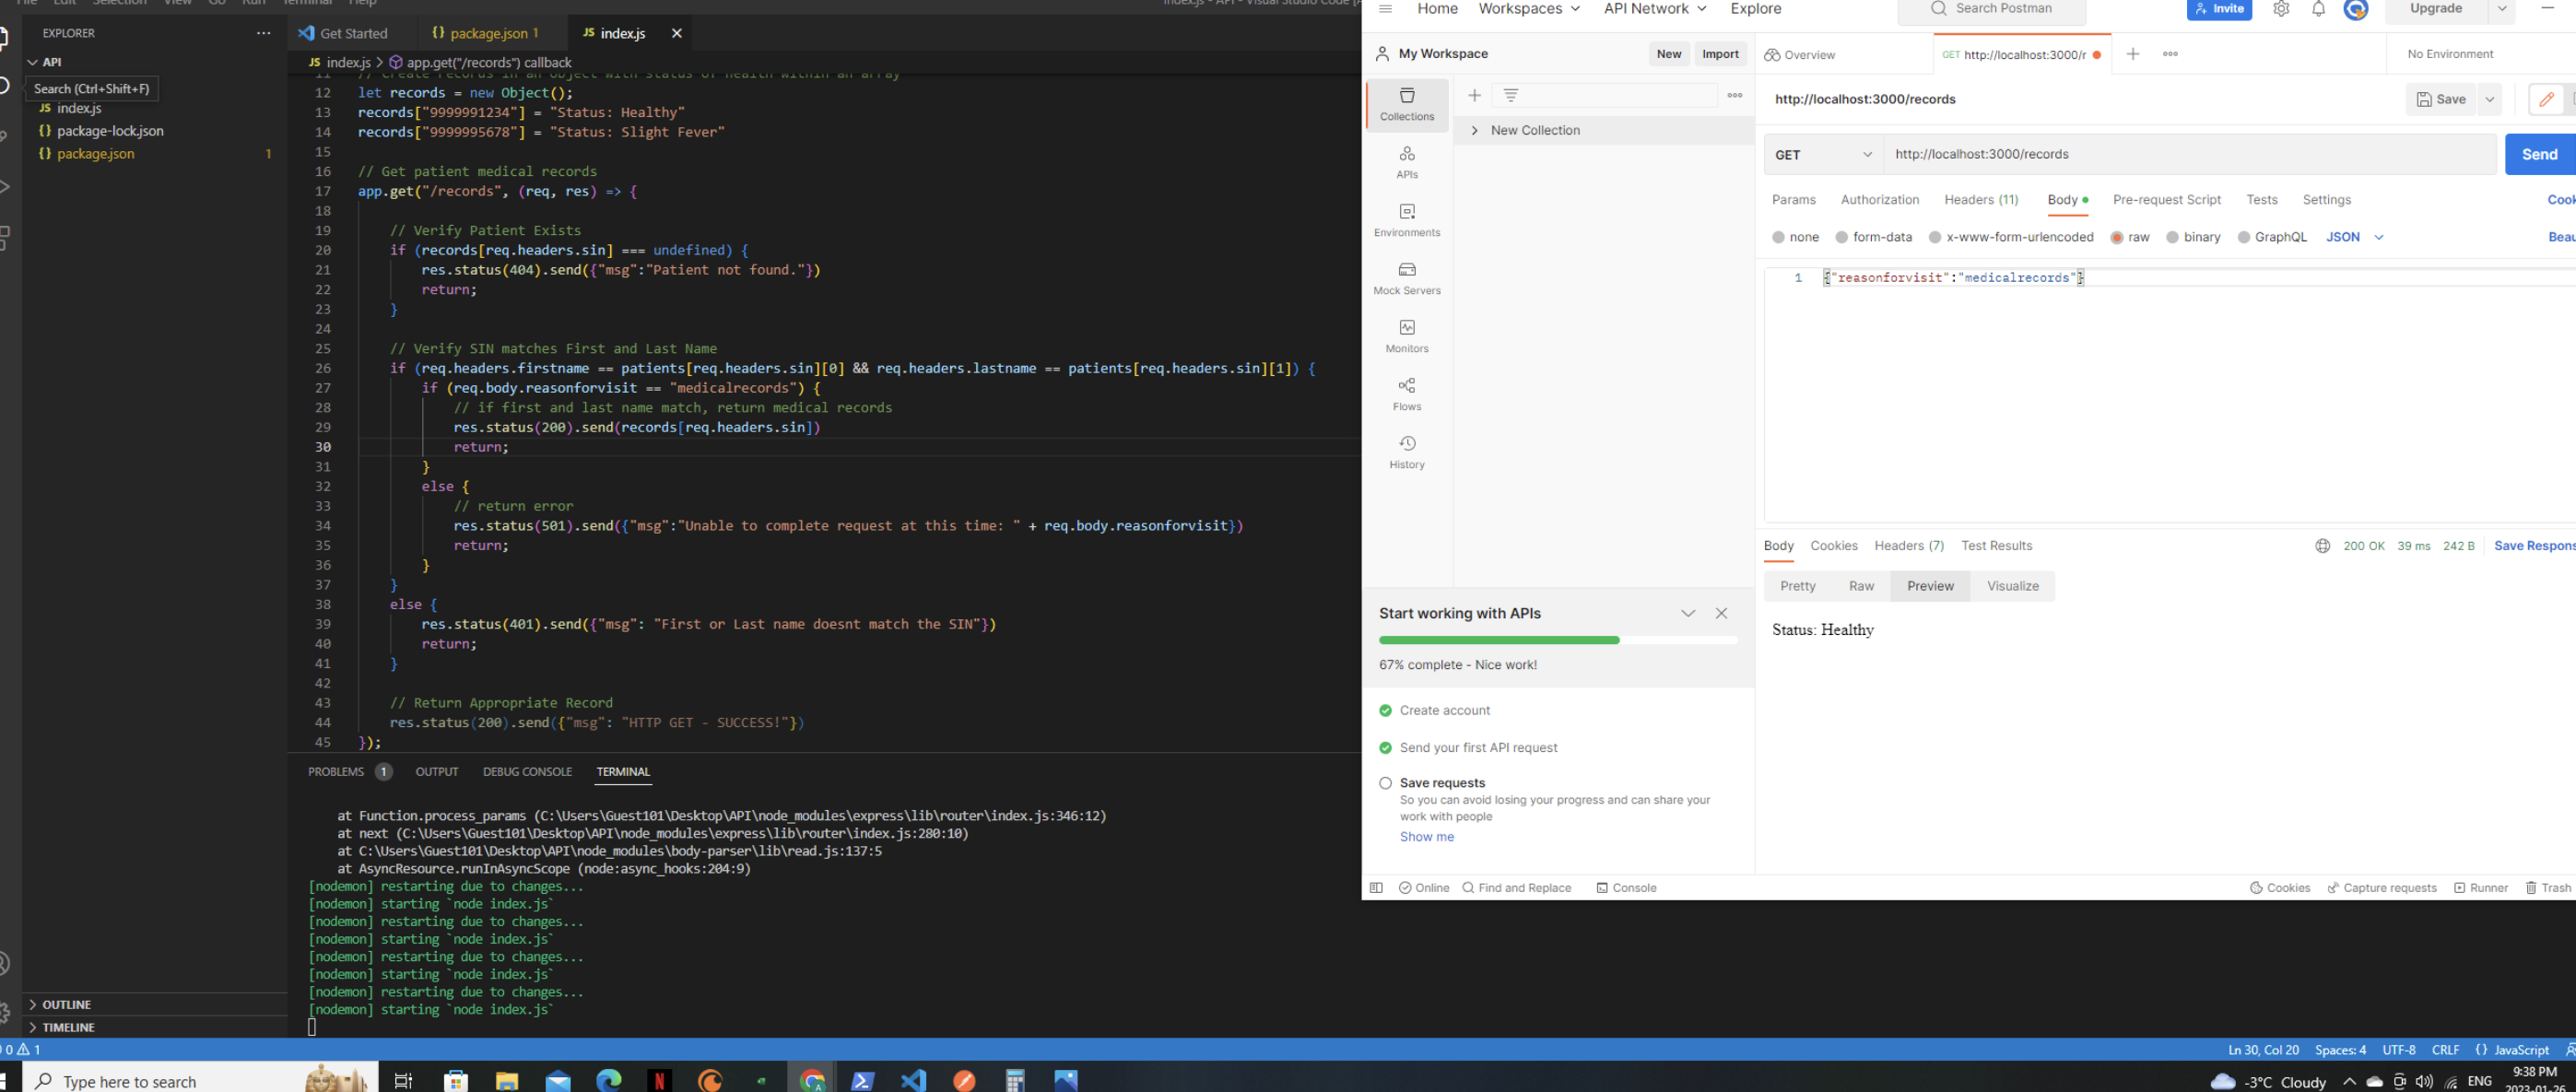 File Edit Selection View Go Run Terminal Help
index.js - API - Visual Studio Code
EXPLORER
Get Started
{} package.json 1
JS index.js
API
Search (Ctrl+Shift+F)
JS index.js
{} package-lock.json
{} package.json 1
JS index.js > app.get("/records") callback
11 // Create records in an object with status of health within an array
12 let records = new Object();
13 records["9999991234"] = "Status: Healthy"
14 records["9999995678"] = "Status: Slight Fever"
15
16 // Get patient medical records
17 app.get("/records", (req, res) => {
18
19 // Verify Patient Exists
20 if (records[req.headers.sin] === undefined) {
21 res.status(404).send({"msg":"Patient not found."})
22 return;
23 }
24
25 // Verify SIN matches First and Last Name
26 if (req.headers.firstname == patients[req.headers.sin][0] && req.headers.lastname == patients[req.headers.sin][1]) {
27 if (req.body.reasonforvisit == "medicalrecords") {
28 // if first and last name match, return medical records
29 res.status(200).send(records[req.headers.sin])
30 return;
31 }
32 else {
33 // return error
34 res.status(501).send({"msg":"Unable to complete request at this time: " + req.body.reasonforvisit})
35 return;
36 }
37 }
38 else {
39 res.status(401).send({"msg": "First or Last name doesnt match the SIN"})
40 return;
41 }
42
43 // Return Appropriate Record
44 res.status(200).send({"msg": "HTTP GET - SUCCESS!"})
45 });
PROBLEMS 1 OUTPUT DEBUG CONSOLE TERMINAL
at Function.process_params (C:\Users\Guest101\Desktop\API\node_modules\express\lib\router\index.js:346:12)
at next (C:\Users\Guest101\Desktop\API\node_modules\express\lib\router\index.js:280:10)
at C:\Users\Guest101\Desktop\API\node_modules\body-parser\lib\read.js:137:5
at AsyncResource.runInAsyncScope (node:async_hooks:204:9)
[nodemon] restarting due to changes...
[nodemon] starting `node index.js`
[nodemon] restarting due to changes...
[nodemon] starting `node index.js`
[nodemon] restarting due to changes...
[nodemon] starting `node index.js`
[nodemon] restarting due to changes...
[nodemon] starting `node index.js`
OUTLINE
TIMELINE
Home Workspaces API Network Explore
Search Postman
Invite
Upgrade
My Workspace
New
Import
Overview
GET http://localhost:3000/r
No Environment
Collections
APIs
Environments
Mock Servers
Monitors
Flows
History
New Collection
http://localhost:3000/records
Save
GET
http://localhost:3000/records
Send
Params Authorization Headers (11) Body Pre-request Script Tests Settings
none form-data x-www-form-urlencoded raw binary GraphQL JSON
1 {"reasonforvisit":"medicalrecords"}
Body Cookies Headers (7) Test Results
200 OK 39 ms 242 B
Save Respons
Pretty Raw Preview Visualize
Status: Healthy
Start working with APIs
67% complete - Nice work!
Create account
Send your first API request
Save requests
So you can avoid losing your progress and can share your
work with people
Show me
Online Find and Replace Console
Cookies Capture requests Runner Trash
0 1
Ln 30, Col 20 Spaces: 4 UTF-8 CRLF {} JavaScript
Type here to search
-3°C Cloudy
ENG
9:38 PM
2023-01-26